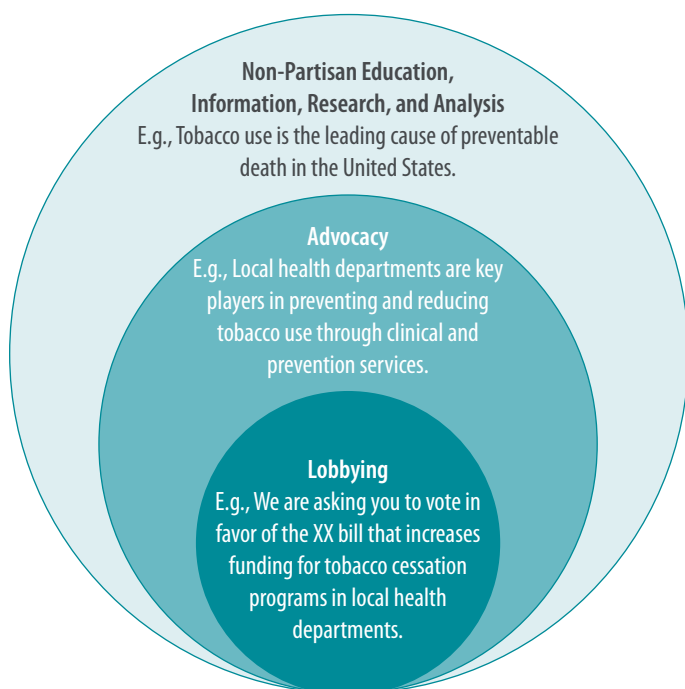 Non-Partisan Education,
Information, Research, and Analysis
E.g., Tobacco use is the leading cause of preventable
death in the United States.
Advocacy
E.g., Local health departments are key
players in preventing and reducing
tobacco use through clinical and
prevention services.
Lobbying
E.g., We are asking you to vote in
favor of the XX bill that increases
funding for tobacco cessation
programs in local health
departments.